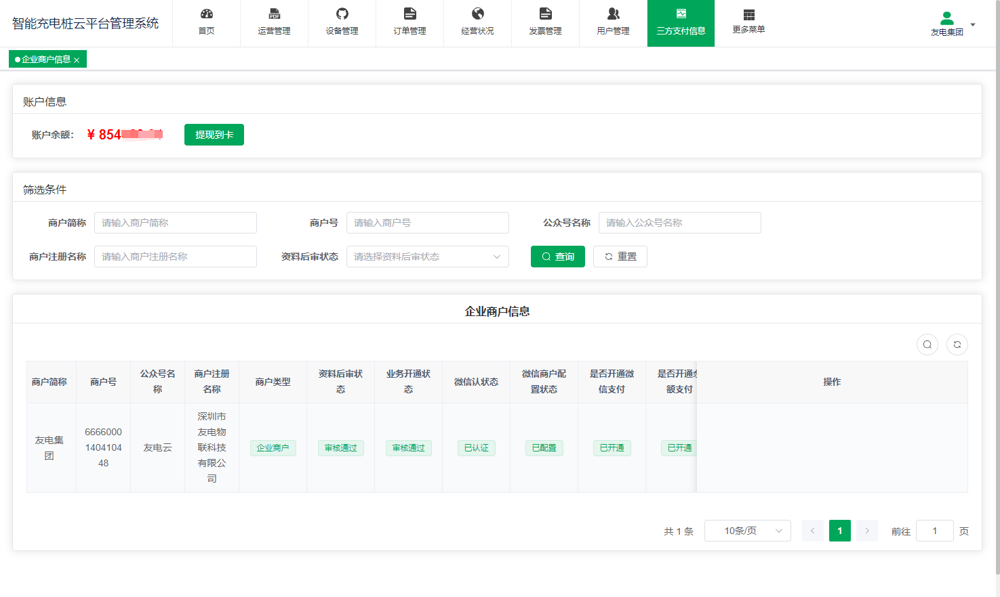 智能充电桩云平台管理系统
首页
PDF
运营管理
设备管理
订单管理
经营状况
发票管理
用户管理
三方支付信息
更多菜单
友电集团
企业商户信息
账户信息
账户余额： ¥ 854
提现到卡
筛选条件
商户简称 请输入商户简称
商户号 请输入商户号
公众号名称 请输入公众号名称
商户注册名称 请输入商户注册名称
资料后审状态 请选择资料后审状态
查询
重置
企业商户信息
商户简称
商户号
公众号名
称
商户注册
名称
商户类型
资料后审状
态
业务开通状
态
微信认状态
微信商户配
置状态
是否开通微
信支付
是否开通余
额支付
操作
友电集
团
6666000
1404104
48
友电云
深圳市
友电物
联科技
有限公
司
企业商户
审核通过
审核通过
已认证
已配置
已开通
已开通
共 1 条
10条/页
1
前往 1 页